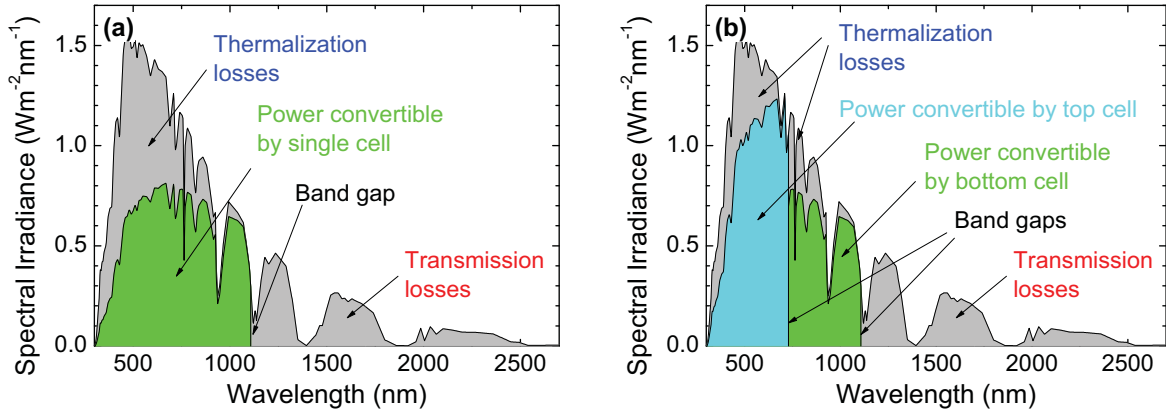 (a)
Thermalization
losses
Power convertible
by single cell
Band gap
Transmission
losses
Spectral Irradiance (Wm⁻²nm⁻¹)
1.5
1.0
0.5
0.0
500 1000 1500 2000 2500
Wavelength (nm)
(b)
Thermalization
losses
Power convertible by top cell
Power convertible
by bottom cell
Band gaps
Transmission
losses
Spectral Irradiance (Wm⁻²nm⁻¹)
1.5
1.0
0.5
0.0
500 1000 1500 2000 2500
Wavelength (nm)